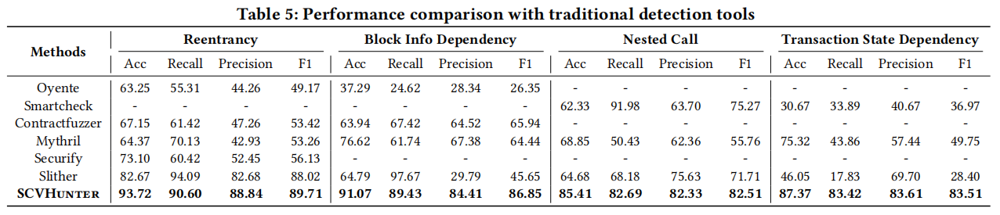 Table 5: Performance comparison with traditional detection tools
Methods Reentrancy Block Info Dependency Nested Call Transaction State Dependency
Acc Recall Precision F1 Acc Recall Precision F1 Acc Recall Precision F1 Acc Recall Precision F1
Oyente 63.25 55.31 44.26 49.17 37.29 24.62 28.34 26.35 - - - - - - - -
Smartcheck - - - - - - - - 62.33 91.98 63.70 75.27 30.67 33.89 40.67 36.97
Contractfuzzer 67.15 61.42 47.26 53.42 63.94 67.42 64.52 65.94 - - - - - - - -
Mythril 64.37 70.13 42.93 53.26 76.62 61.74 67.38 64.44 68.85 50.43 62.36 55.76 75.32 43.86 57.44 49.75
Securify 73.10 60.42 52.45 56.13 - - - - - - - - - - - -
Slither 82.67 94.09 82.68 88.02 64.79 97.67 29.79 45.65 64.68 68.18 75.63 71.71 46.05 17.83 69.70 28.40
SCVHunter 93.72 90.60 88.84 89.71 91.07 89.43 84.41 86.85 85.41 82.69 82.33 82.51 87.37 83.42 83.61 83.51